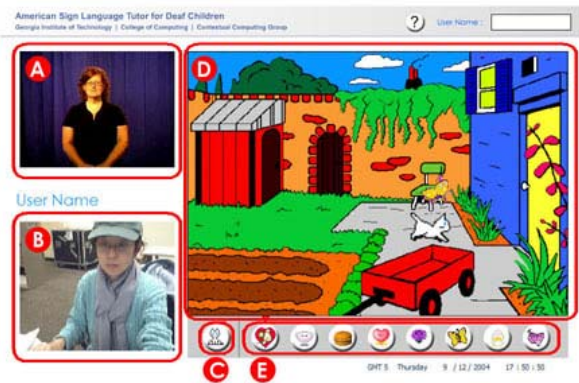 American Sign Language Tutor for Deaf Children
Georgia Institute of Technology | College of Computing | Contextual Computing Group
? User Name :
A
D
User Name
B
C
E
GMT 5 Thursday 9 / 12 / 2004 17 : 50 : 50